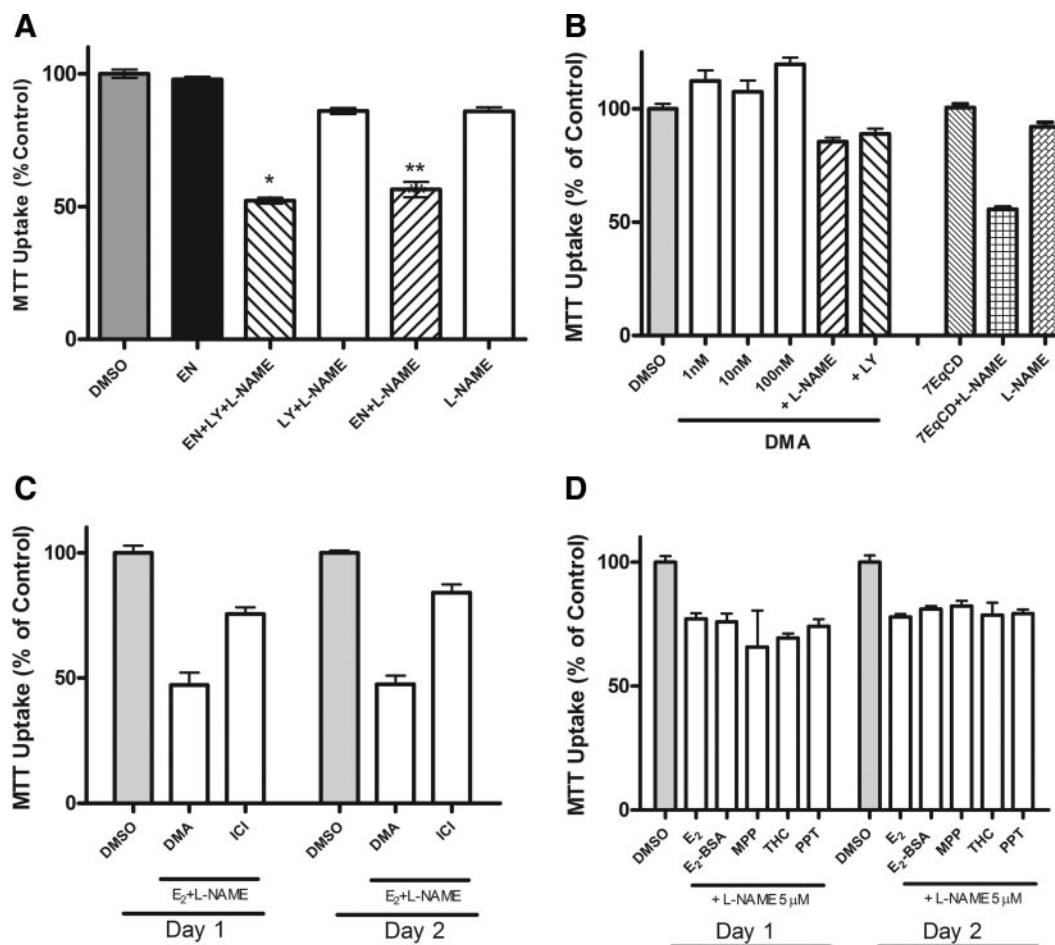 A
MTT Uptake (% Control)
100
50
0
DMSO
EN
EN+LY+L-NAME
LY+L-NAME
EN+L-NAME
L-NAME
*
**
B
MTT Uptake (% of Control)
100
50
0
DMSO
1nM
10nM
100nM
+ L-NAME
+ LY
7EqCD
7EqCD+L-NAME
L-NAME
DMA
C
MTT Uptake (% of Control)
100
50
0
DMSO
DMA
ICI
DMSO
DMA
ICI
E₂+L-NAME
E₂+L-NAME
Day 1
Day 2
D
MTT Uptake (% of Control)
100
50
0
DMSO
E₂
E₂-BSA
MPP
THC
PPT
DMSO
E₂
E₂-BSA
MPP
THC
PPT
+ L-NAME 5 µM
+ L-NAME 5 µM
Day 1
Day 2